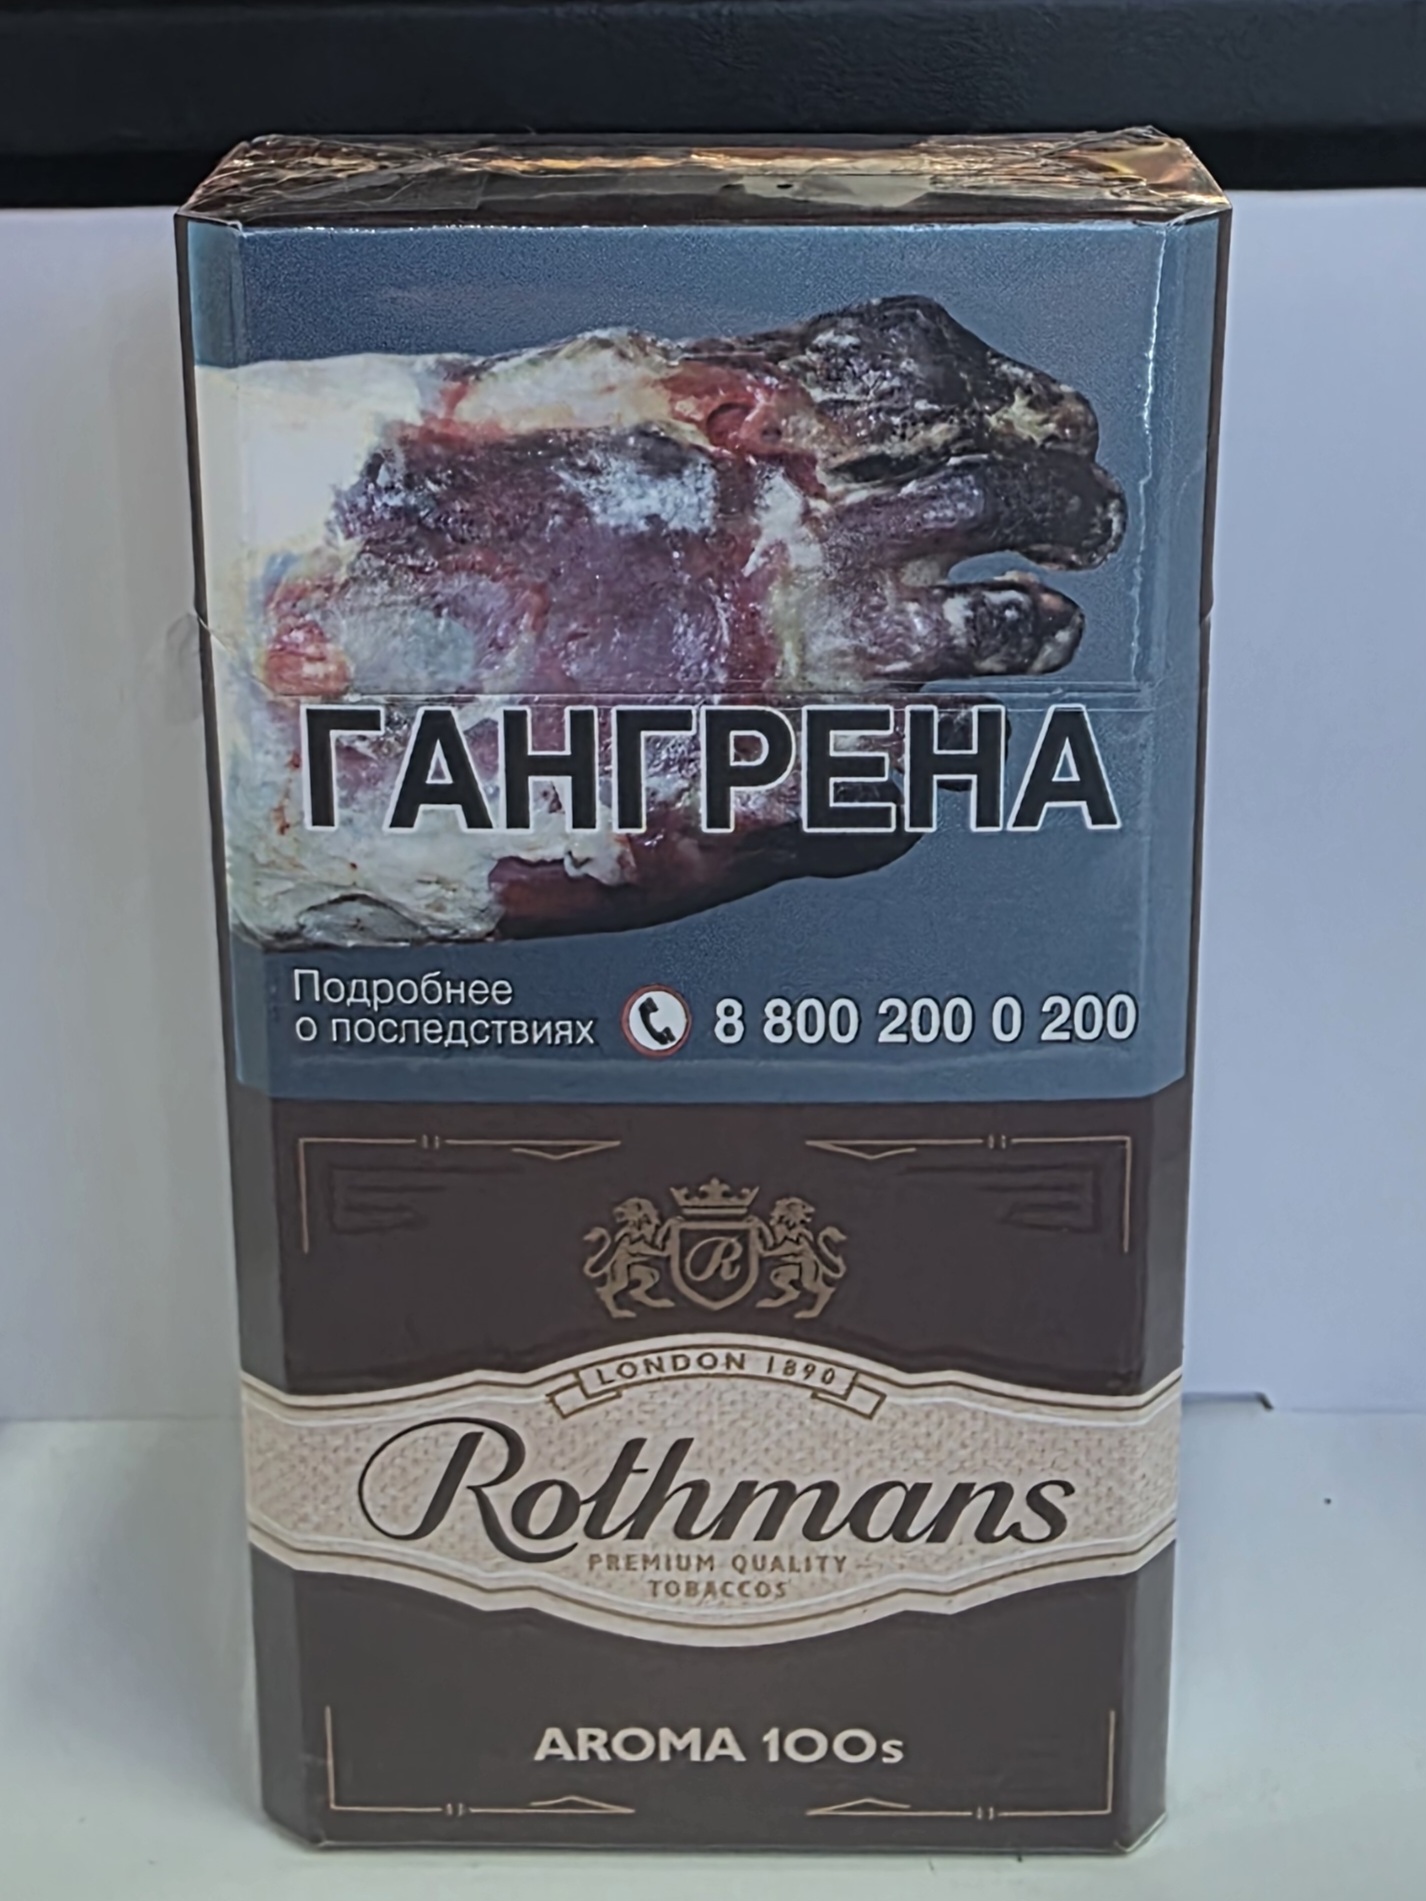 ГАНГРЕНА
Подробнее
о последствиях
8 800 200 0 200
R
LONDON 1890
Rothmans
PREMIUM QUALITY
TOBACCOS
AROMA 100s